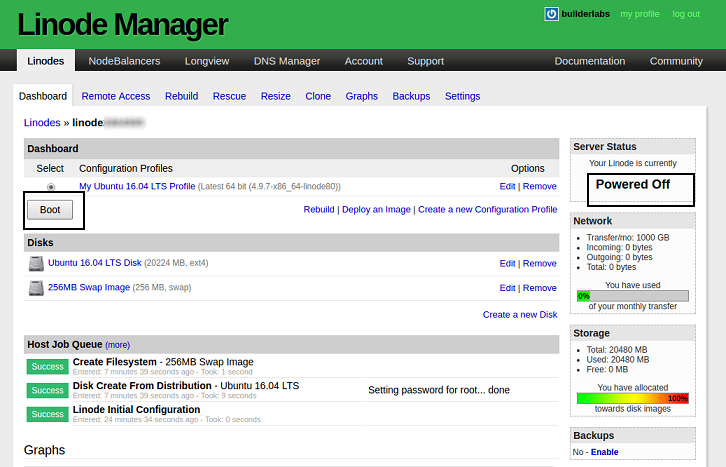 Linode Manager
builderlabs my profile log out
Linodes NodeBalancers Longview DNS Manager Account Support Documentation Community
Dashboard Remote Access Rebuild Rescue Resize Clone Graphs Backups Settings
Linodes » linode
Dashboard
Select Configuration Profiles Options
My Ubuntu 16.04 LTS Profile (Latest 64 bit (4.9.7-x86_64-linode80)) Edit | Remove
Boot
Rebuild | Deploy an Image | Create a new Configuration Profile
Disks
Ubuntu 16.04 LTS Disk (20224 MB, ext4) Edit | Remove
256MB Swap Image (256 MB, swap) Edit | Remove
Create a new Disk
Host Job Queue (more)
Success Create Filesystem - 256MB Swap Image
Entered: 7 minutes 39 seconds ago - Took: 1 second
Success Disk Create From Distribution - Ubuntu 16.04 LTS Setting password for root... done
Entered: 7 minutes 39 seconds ago - Took: 9 seconds
Success Linode Initial Configuration
Entered: 24 minutes 34 seconds ago - Took: 0 seconds
Graphs
Server Status
Your Linode is currently
Powered Off
Network
Transfer/mo: 1000 GB
Incoming: 0 bytes
Outgoing: 0 bytes
Total: 0 bytes
You have used
0%
of your monthly transfer
Storage
Total: 20480 MB
Used: 20480 MB
Free: 0 MB
You have allocated
100%
towards disk images
Backups
No - Enable